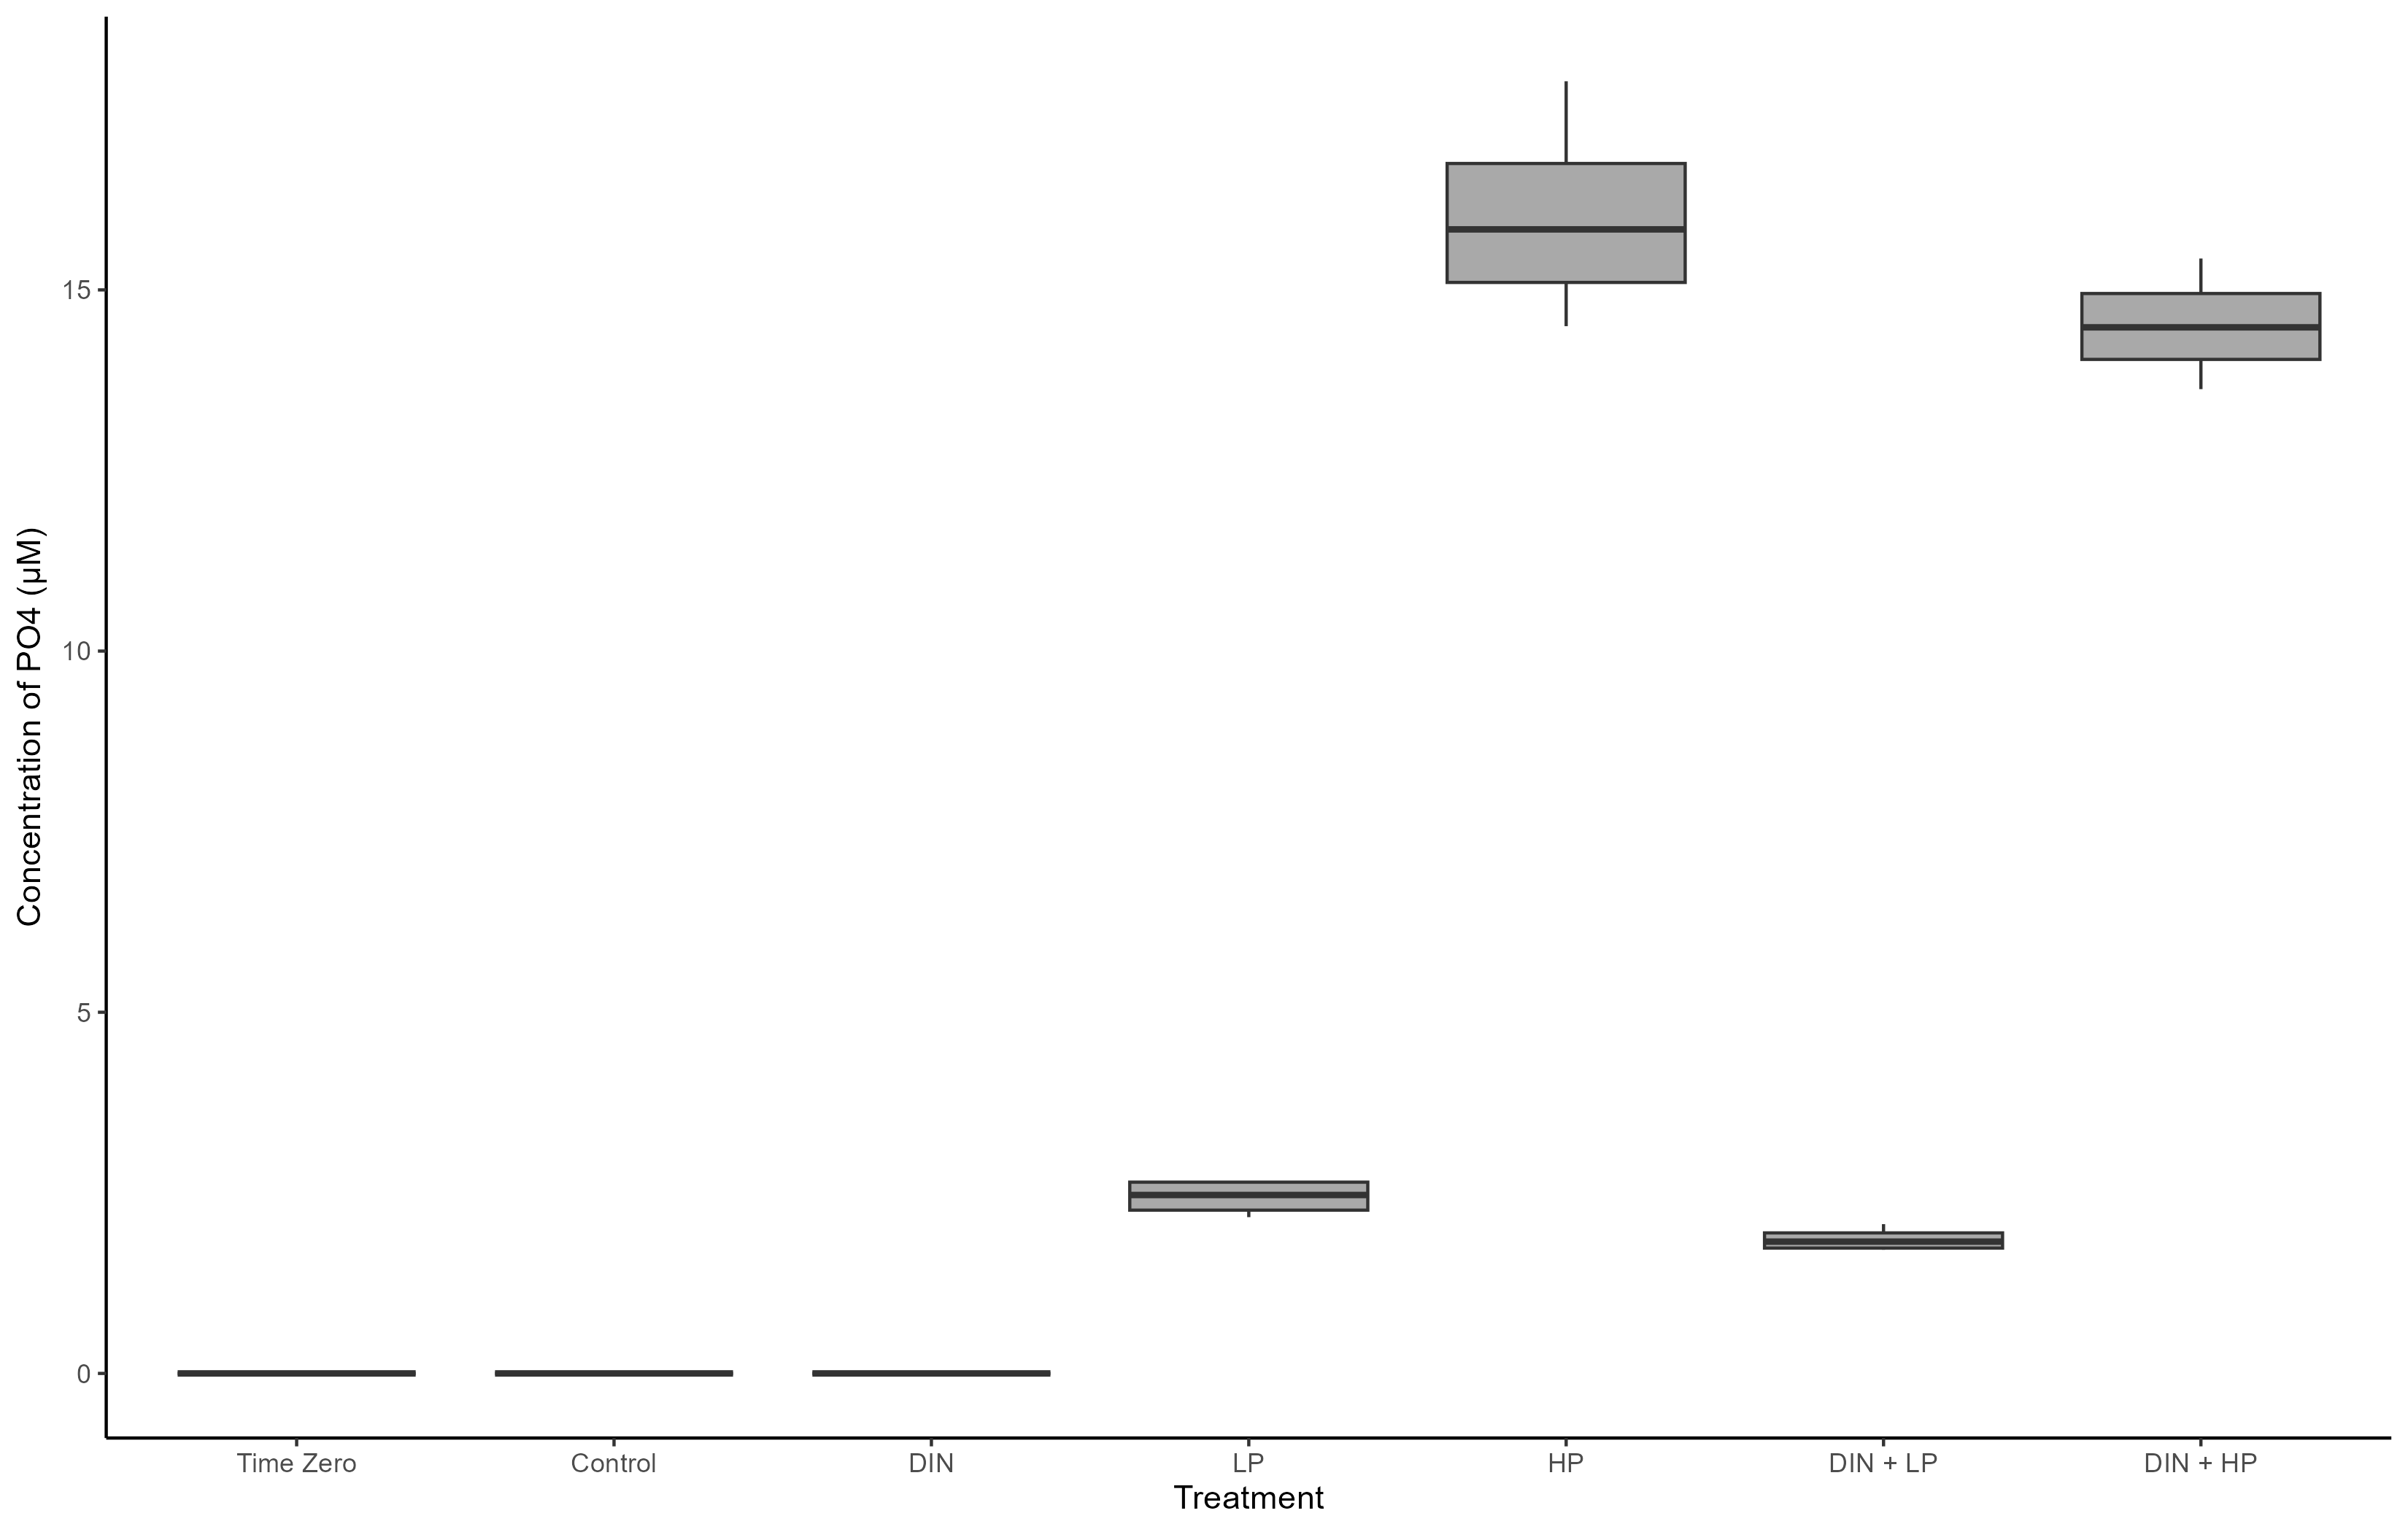 Concentration of PO4 (µM)
15
10
5
0
Time Zero Control DIN LP HP DIN + LP DIN + HP
Treatment